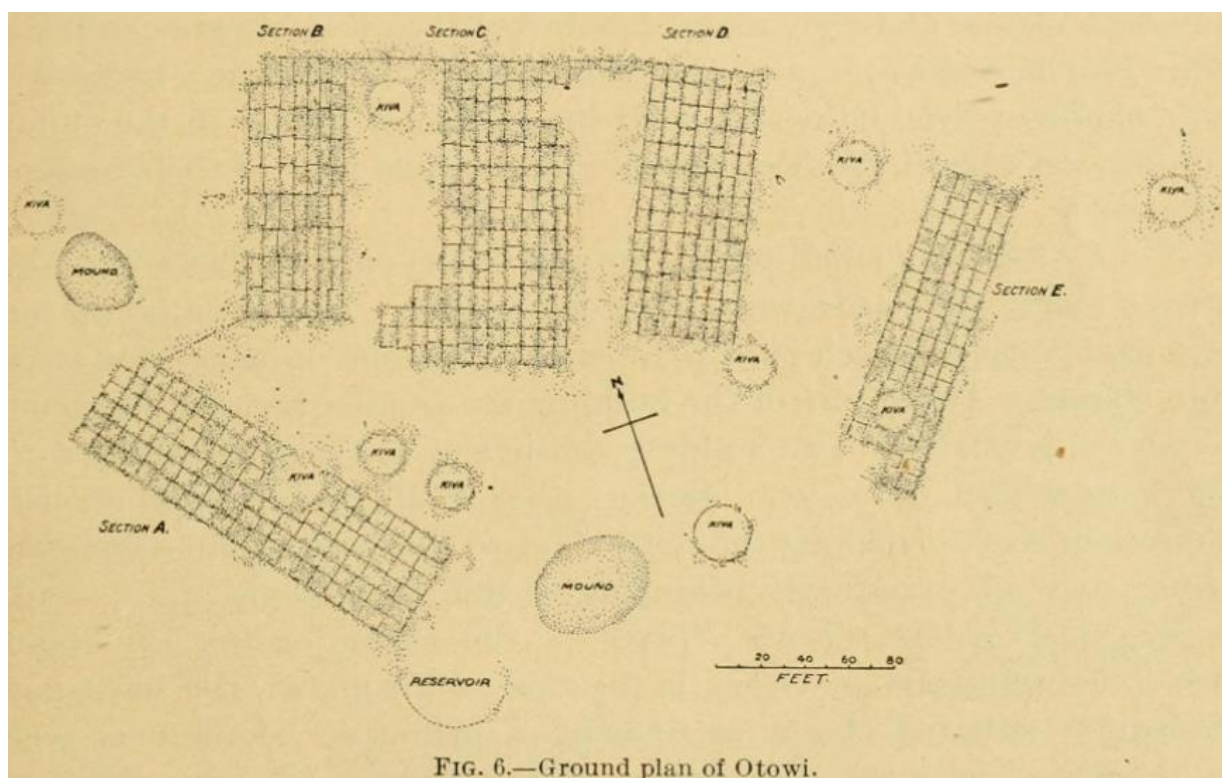 SECTION B.
SECTION C.
SECTION D.
KIVA
KIVA
KIVA
KIVA
MOUND.
SECTION E.
KIVA
N
KIVA
KIVA
KIVA
KIVA
SECTION A.
KIVA
MOUND
20 40 60 80
FEET.
RESERVOIR
FIG. 6.—Ground plan of Otowi.